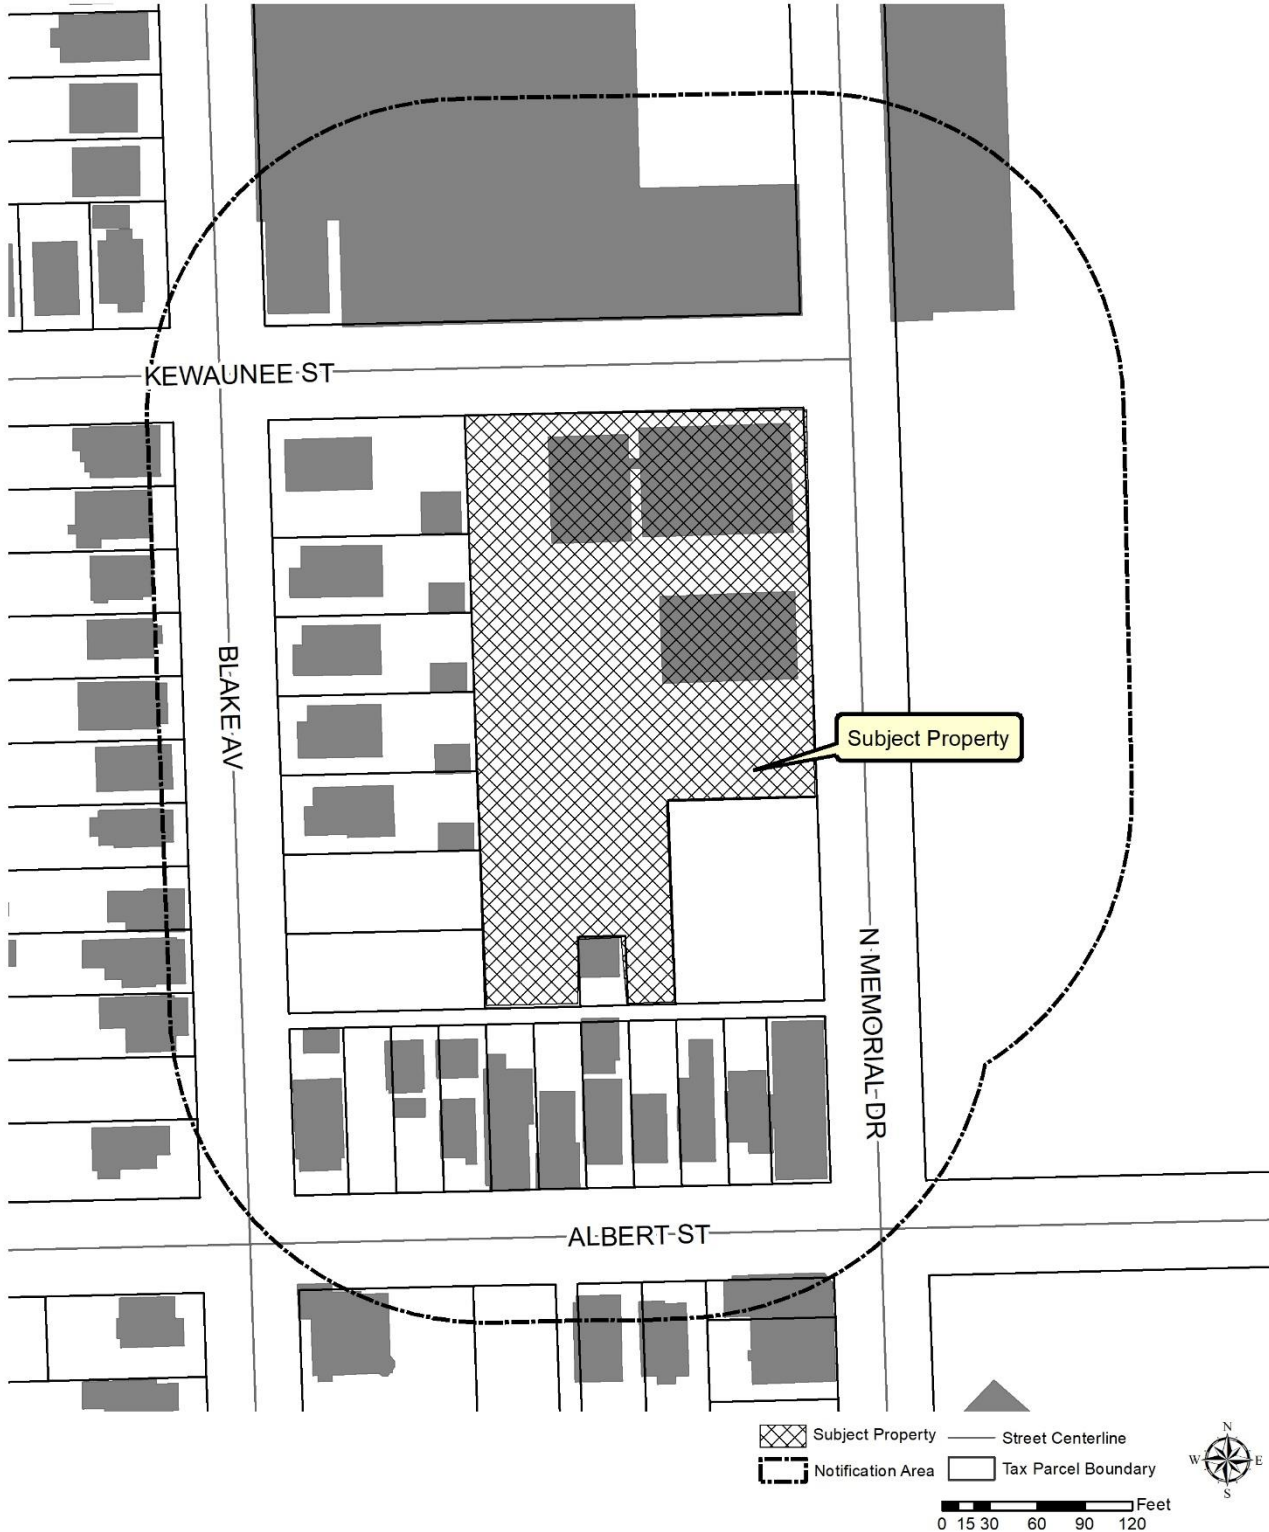 KEWAUNEE ST
BLAKE AV
Subject Property
N MEMORIAL DR
ALBERT ST
Subject Property
Street Centerline
Notification Area
Tax Parcel Boundary
N
W E
S
Feet
0 15 30 60 90 120